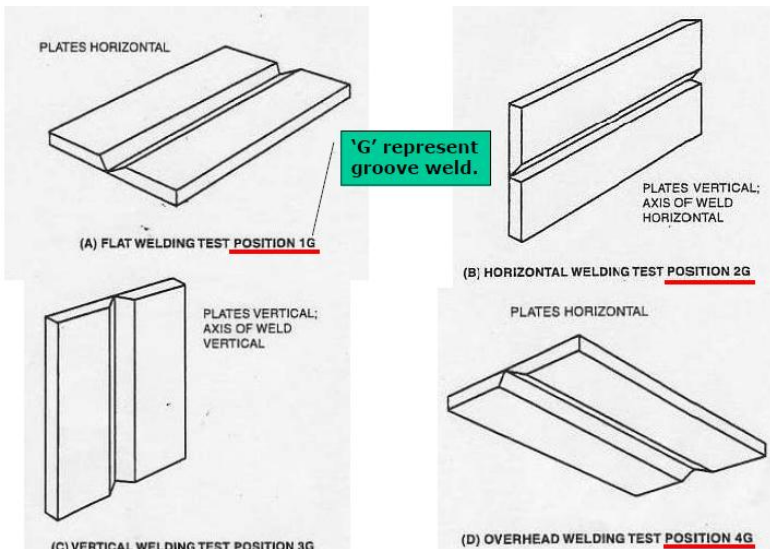 PLATES HORIZONTAL
'G' represent
groove weld.
(A) FLAT WELDING TEST POSITION 1G
PLATES VERTICAL;
AXIS OF WELD
HORIZONTAL
(B) HORIZONTAL WELDING TEST POSITION 2G
PLATES VERTICAL;
AXIS OF WELD
VERTICAL
(C) VERTICAL WELDING TEST POSITION 3G
PLATES HORIZONTAL
(D) OVERHEAD WELDING TEST POSITION 4G